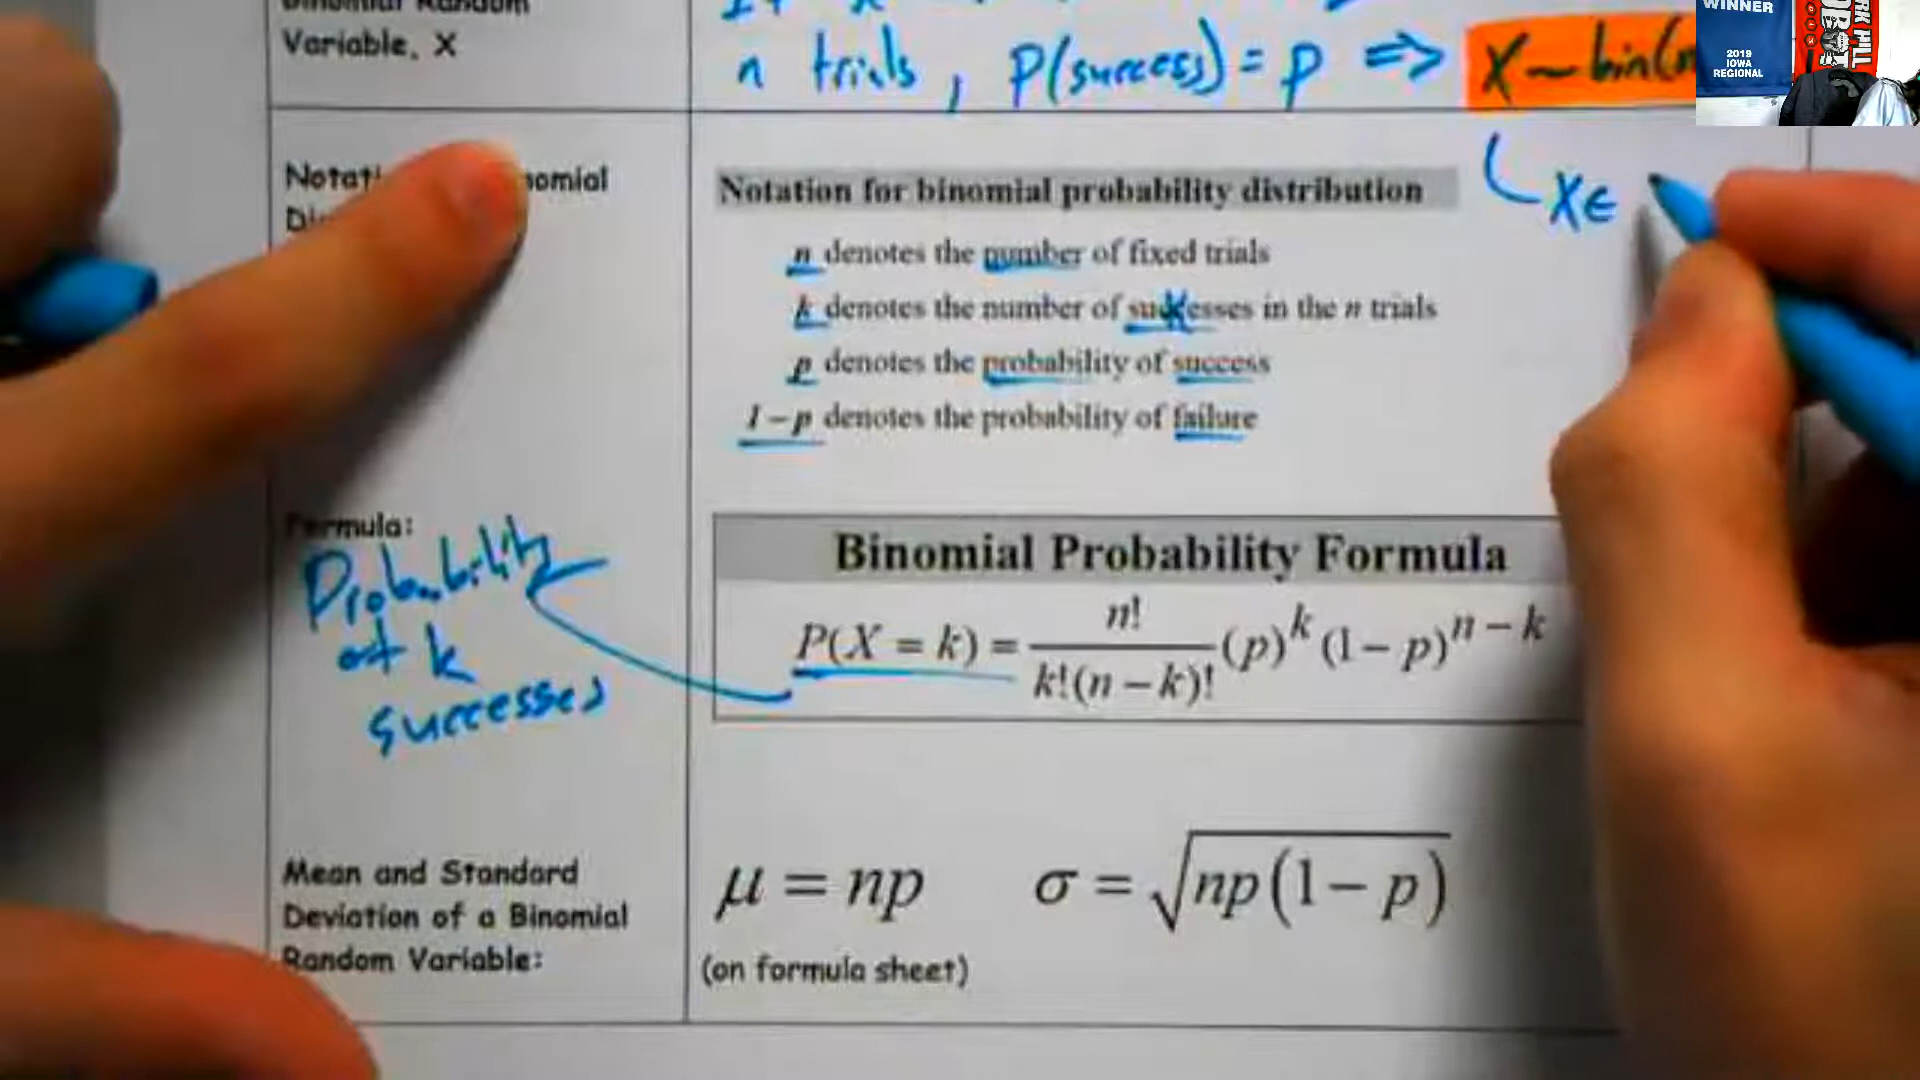 Binomial Random
Variable, X
n trials, P(success) = p => X ~ bin(n
omial
Notation for binomial probability distribution
X ∈
n denotes the number of fixed trials
k denotes the number of successes in the n trials
p denotes the probability of success
1 – p denotes the probability of failure
Formula:
Probability
of k
successes
Binomial Probability Formula
P(X = k) = n! / k!(n – k)! (p)^k (1 – p)^n – k
Mean and Standard
Deviation of a Binomial
Random Variable:
μ = np σ = √np(1 – p)
(on formula sheet)
WINNER
2019
IOWA
REGIONAL